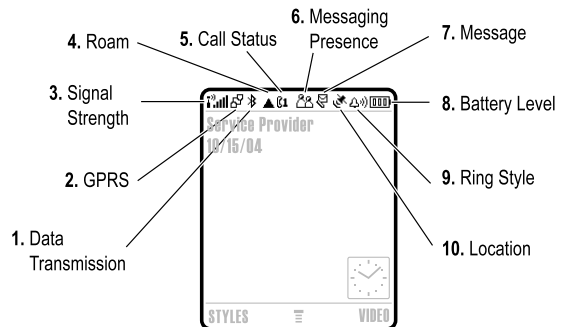 6. Messaging
Presence
5. Call Status
7. Message
4. Roam
3. Signal
Strength
8. Battery Level
Service Provider
10/15/04
2. GPRS
9. Ring Style
1. Data
Transmission
10. Location
STYLES
VIDEO